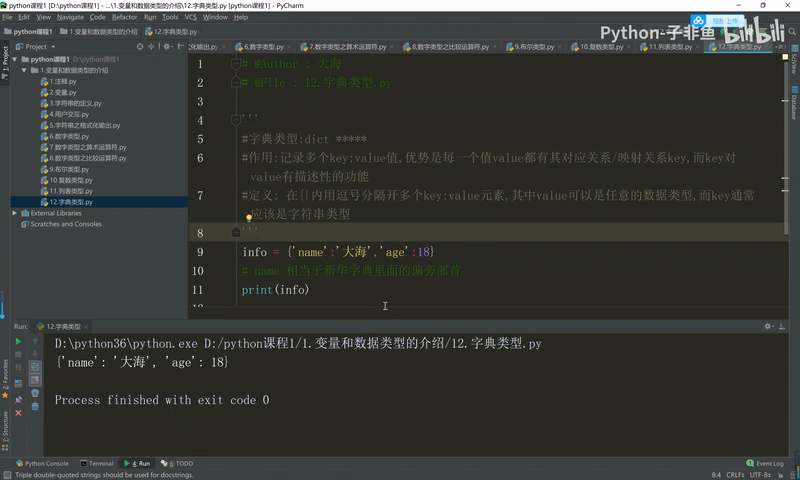 python课程1 [D:\python课程1] - ...\1.变量和数据类型的介绍\12.字典类型.py [python课程1] - PyCharm
File Edit View Navigate Code Refactor Run Tools VCS Window Help
Python-子非鱼 bilibili
python课程1 1.变量和数据类型的介绍 12.字典类型.py
Project
6.数字类型.py 7.数字类型之算术运算符.py 8.数字类型之比较运算符.py 9.布尔类型.py 10.复数类型.py 11.列表类型.py 12.字典类型.py
python课程1 D:\python课程1
1.变量和数据类型的介绍
1.注释.py
2.变量.py
3.字符串的定义.py
4.用户交互.py
5.字符串之格式化输出.py
6.数字类型.py
7.数字类型之算术运算符.py
8.数字类型之比较运算符.py
9.布尔类型.py
10.复数类型.py
11.列表类型.py
12.字典类型.py
External Libraries
Scratches and Consoles
1 # @Author : 大海
2 # @File : 12.字典类型.py
3
4 '''
5 #字典类型:dict *****
6 #作用:记录多个key:value值,优势是每一个值value都有其对应关系/映射关系key,而key对
value有描述性的功能
7 #定义: 在{}内用逗号分隔开多个key:value元素,其中value可以是任意的数据类型,而key通常
应该是字符串类型
8 '''
9 info = {'name':'大海','age':18}
10 # name 相当于新华字典里面的偏旁部首
11 print(info)
Run: 12.字典类型
D:\python36\python.exe D:/python课程1/1.变量和数据类型的介绍/12.字典类型.py
{'name': '大海', 'age': 18}
Process finished with exit code 0
1: Project
2: Favorites
7: Structure
SciView
Database
Python Console Terminal 4: Run 6: TODO Event Log
Triple double-quoted strings should be used for docstrings. 8:4 CRLF UTF-8